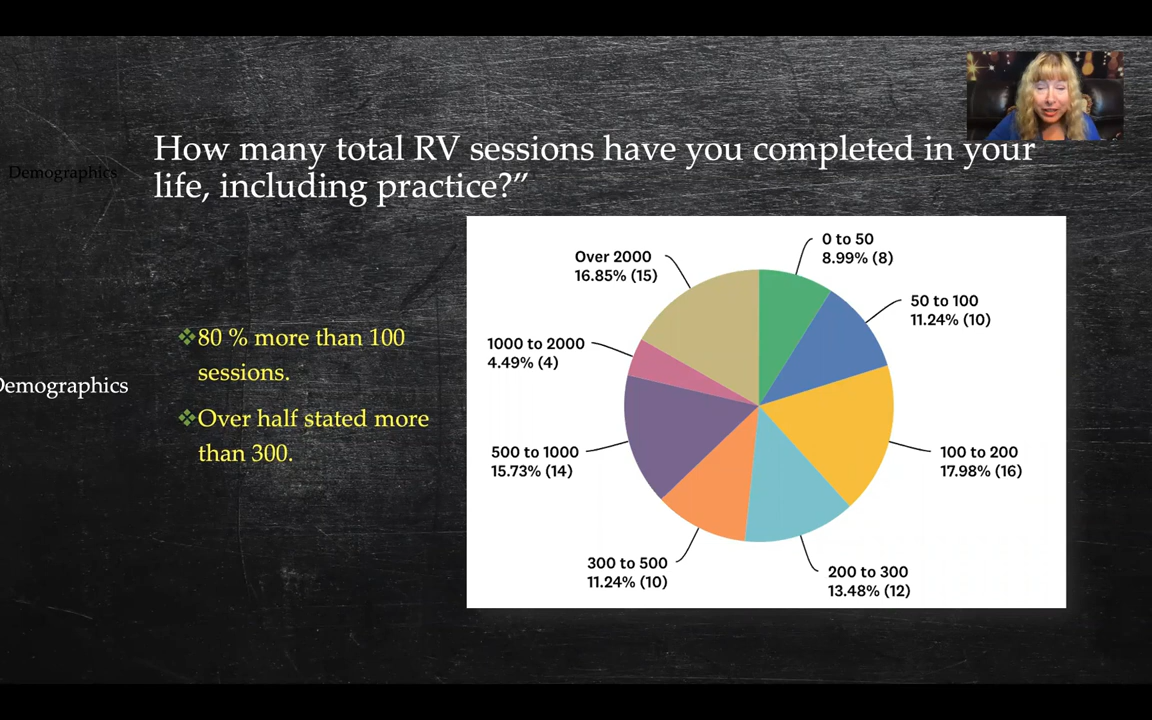 How many total RV sessions have you completed in your
life, including practice?”
Demographics
Demographics
80 % more than 100
sessions.
Over half stated more
than 300.
0 to 50
8.99% (8)
50 to 100
11.24% (10)
100 to 200
17.98% (16)
200 to 300
13.48% (12)
300 to 500
11.24% (10)
500 to 1000
15.73% (14)
1000 to 2000
4.49% (4)
Over 2000
16.85% (15)